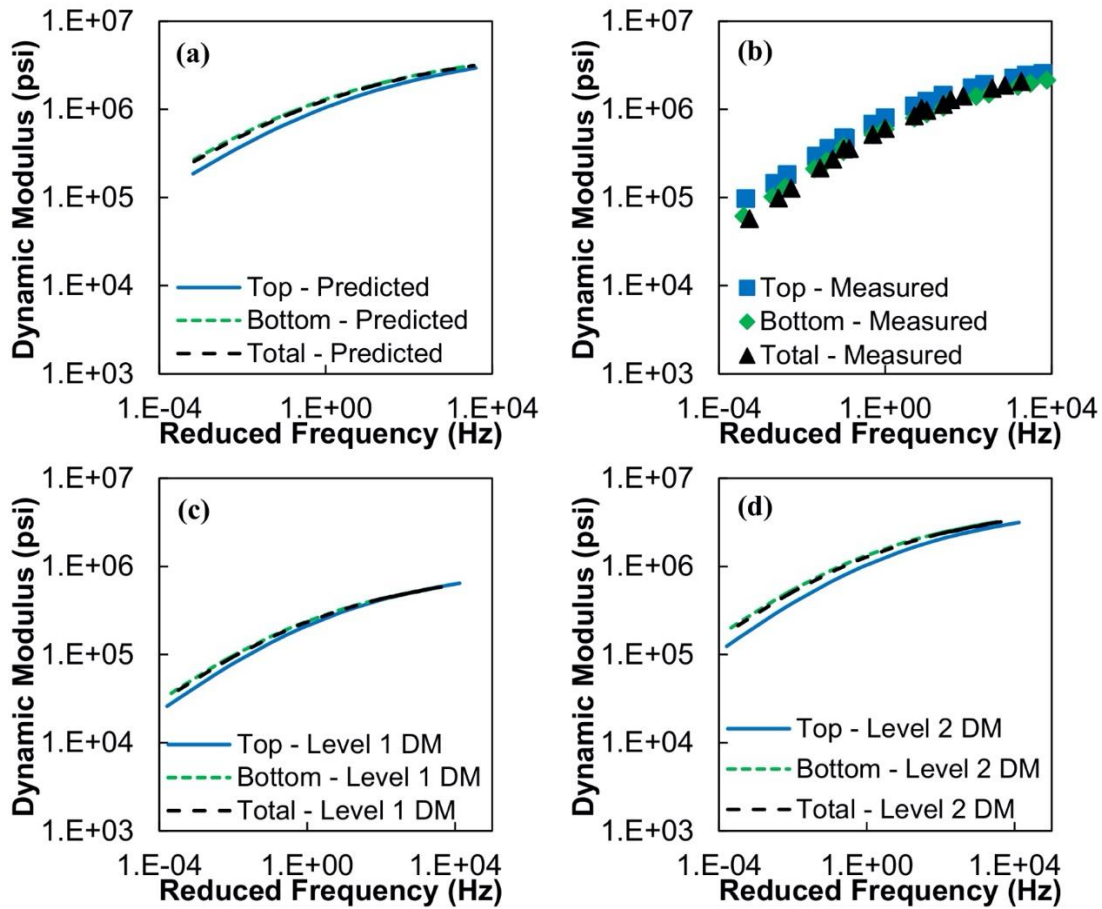 1.E+07
(a)
1.E+06
1.E+05
1.E+04
1.E+03
Dynamic Modulus (psi)
Top - Predicted
Bottom - Predicted
Total - Predicted
1.E-04 1.E+00 1.E+04
Reduced Frequency (Hz)
1.E+07
(b)
1.E+06
1.E+05
1.E+04
1.E+03
Dynamic Modulus (psi)
Top - Measured
Bottom - Measured
Total - Measured
1.E-04 1.E+00 1.E+04
Reduced Frequency (Hz)
1.E+07
(c)
1.E+06
1.E+05
1.E+04
1.E+03
Dynamic Modulus (psi)
Top - Level 1 DM
Bottom - Level 1 DM
Total - Level 1 DM
1.E-04 1.E+00 1.E+04
Reduced Frequency (Hz)
1.E+07
(d)
1.E+06
1.E+05
1.E+04
1.E+03
Dynamic Modulus (psi)
Top - Level 2 DM
Bottom - Level 2 DM
Total - Level 2 DM
1.E-04 1.E+00 1.E+04
Reduced Frequency (Hz)